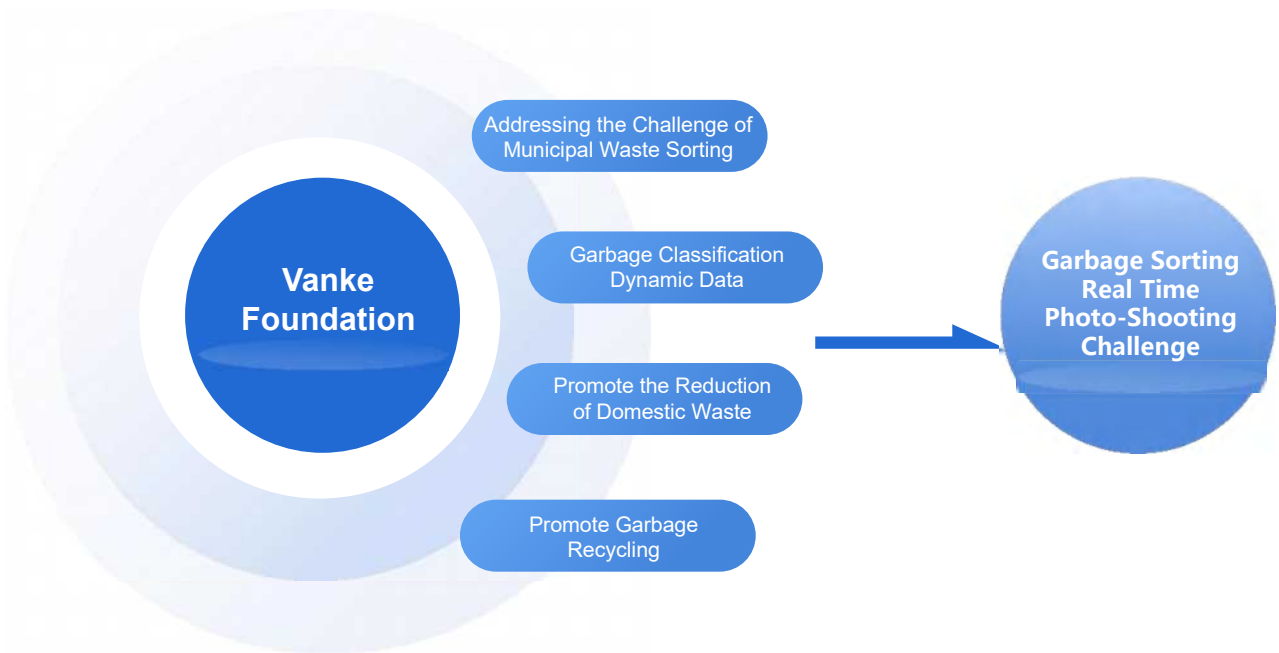 Addressing the Challenge of
Municipal Waste Sorting
Vanke
Foundation
Garbage Classification
Dynamic Data
Promote the Reduction
of Domestic Waste
Promote Garbage
Recycling
Garbage Sorting
Real Time
Photo-Shooting
Challenge